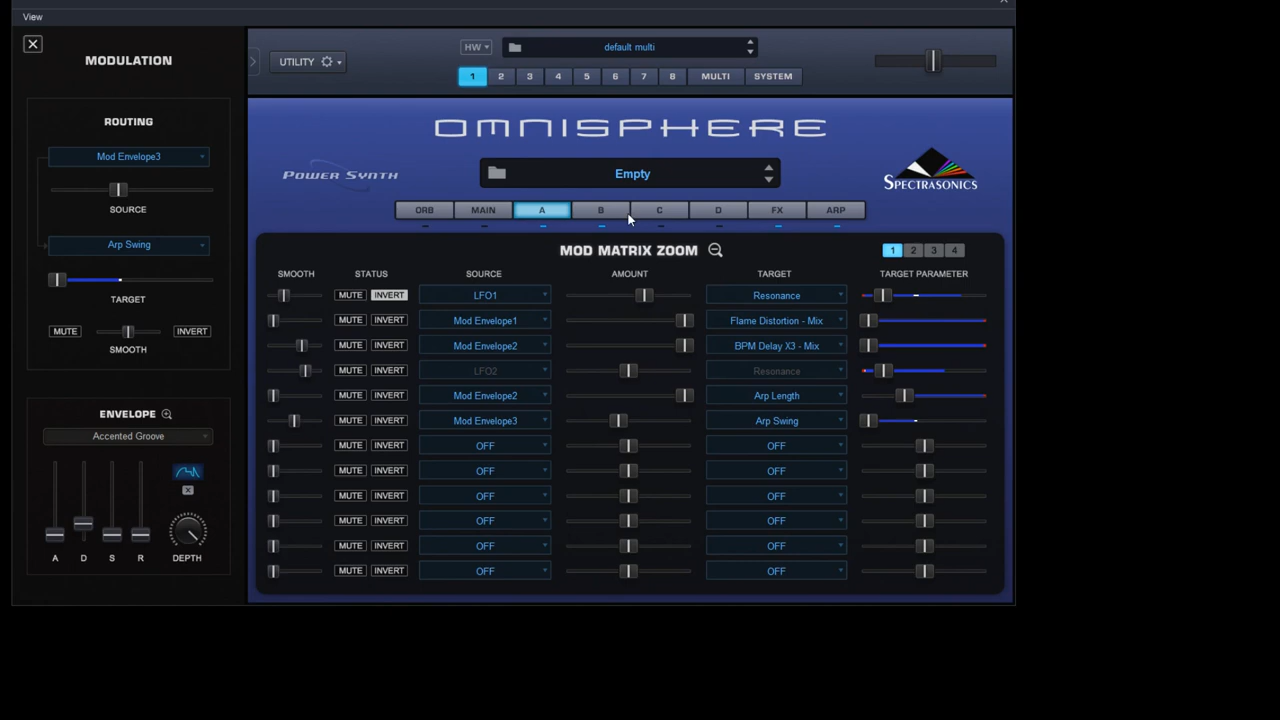 View
MODULATION
ROUTING
Mod Envelope3
SOURCE
Arp Swing
TARGET
MUTE INVERT
SMOOTH
ENVELOPE
Accented Groove
A D S R DEPTH
UTILITY
HW default multi
1 2 3 4 5 6 7 8 MULTI SYSTEM
OMNISPHERE
POWER SYNTH
Empty
SPECTRASONICS
ORB MAIN A B C D FX ARP
MOD MATRIX ZOOM 1 2 3 4
SMOOTH STATUS SOURCE AMOUNT TARGET TARGET PARAMETER
MUTE INVERT LFO1 Resonance
MUTE INVERT Mod Envelope1 Flame Distortion - Mix
MUTE INVERT Mod Envelope2 BPM Delay X3 - Mix
MUTE INVERT LFO2 Resonance
MUTE INVERT Mod Envelope2 Arp Length
MUTE INVERT Mod Envelope3 Arp Swing
MUTE INVERT OFF OFF
MUTE INVERT OFF OFF
MUTE INVERT OFF OFF
MUTE INVERT OFF OFF
MUTE INVERT OFF OFF
MUTE INVERT OFF OFF